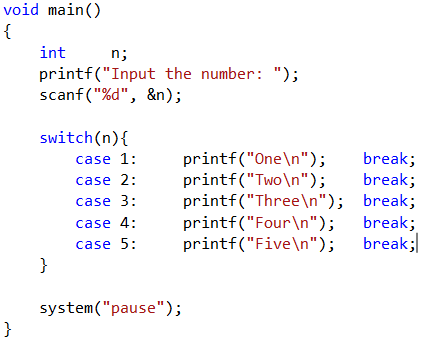 void main()
{
    int     n;
    printf("Input the number: ");
    scanf("%d", &n);

    switch(n){
        case 1:     printf("One\n");    break;
        case 2:     printf("Two\n");    break;
        case 3:     printf("Three\n");  break;
        case 4:     printf("Four\n");   break;
        case 5:     printf("Five\n");   break;
    }

    system("pause");
}